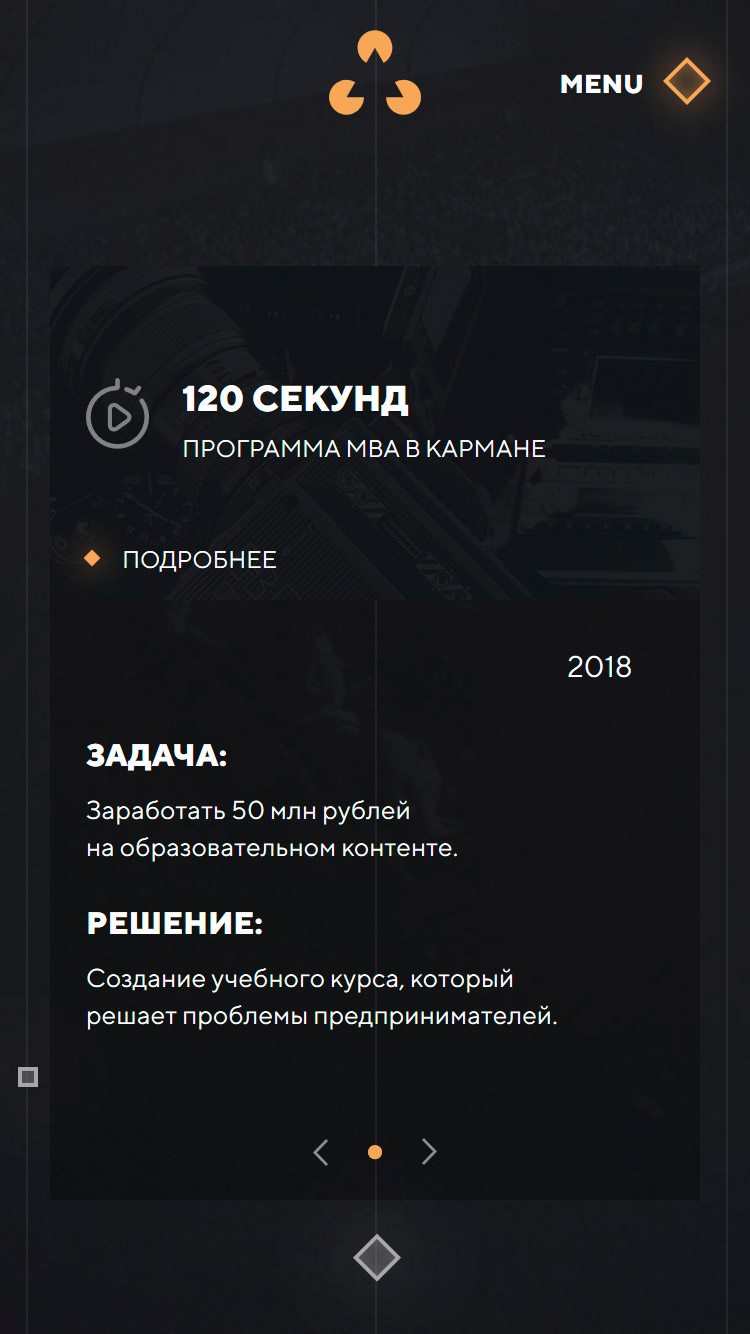 MENU
120 СЕКУНД
ПРОГРАММА MBA В КАРМАНЕ
ПОДРОБНЕЕ
2018
ЗАДАЧА:
Заработать 50 млн рублей
на образовательном контенте.
РЕШЕНИЕ:
Создание учебного курса, который
решает проблемы предпринимателей.